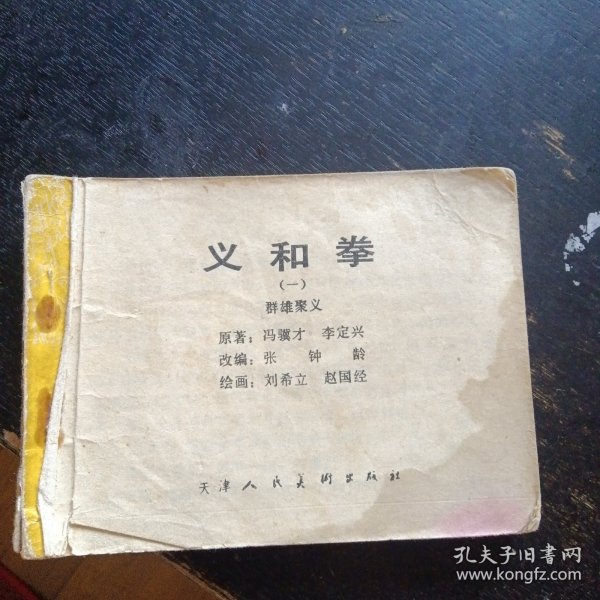 义和拳
（一）
群雄聚义
原著：冯骥才 李定兴
改编：张钟龄
绘画：刘希立 赵国经
天津人民美術出版社
孔夫子旧書网
www.kongfz.com